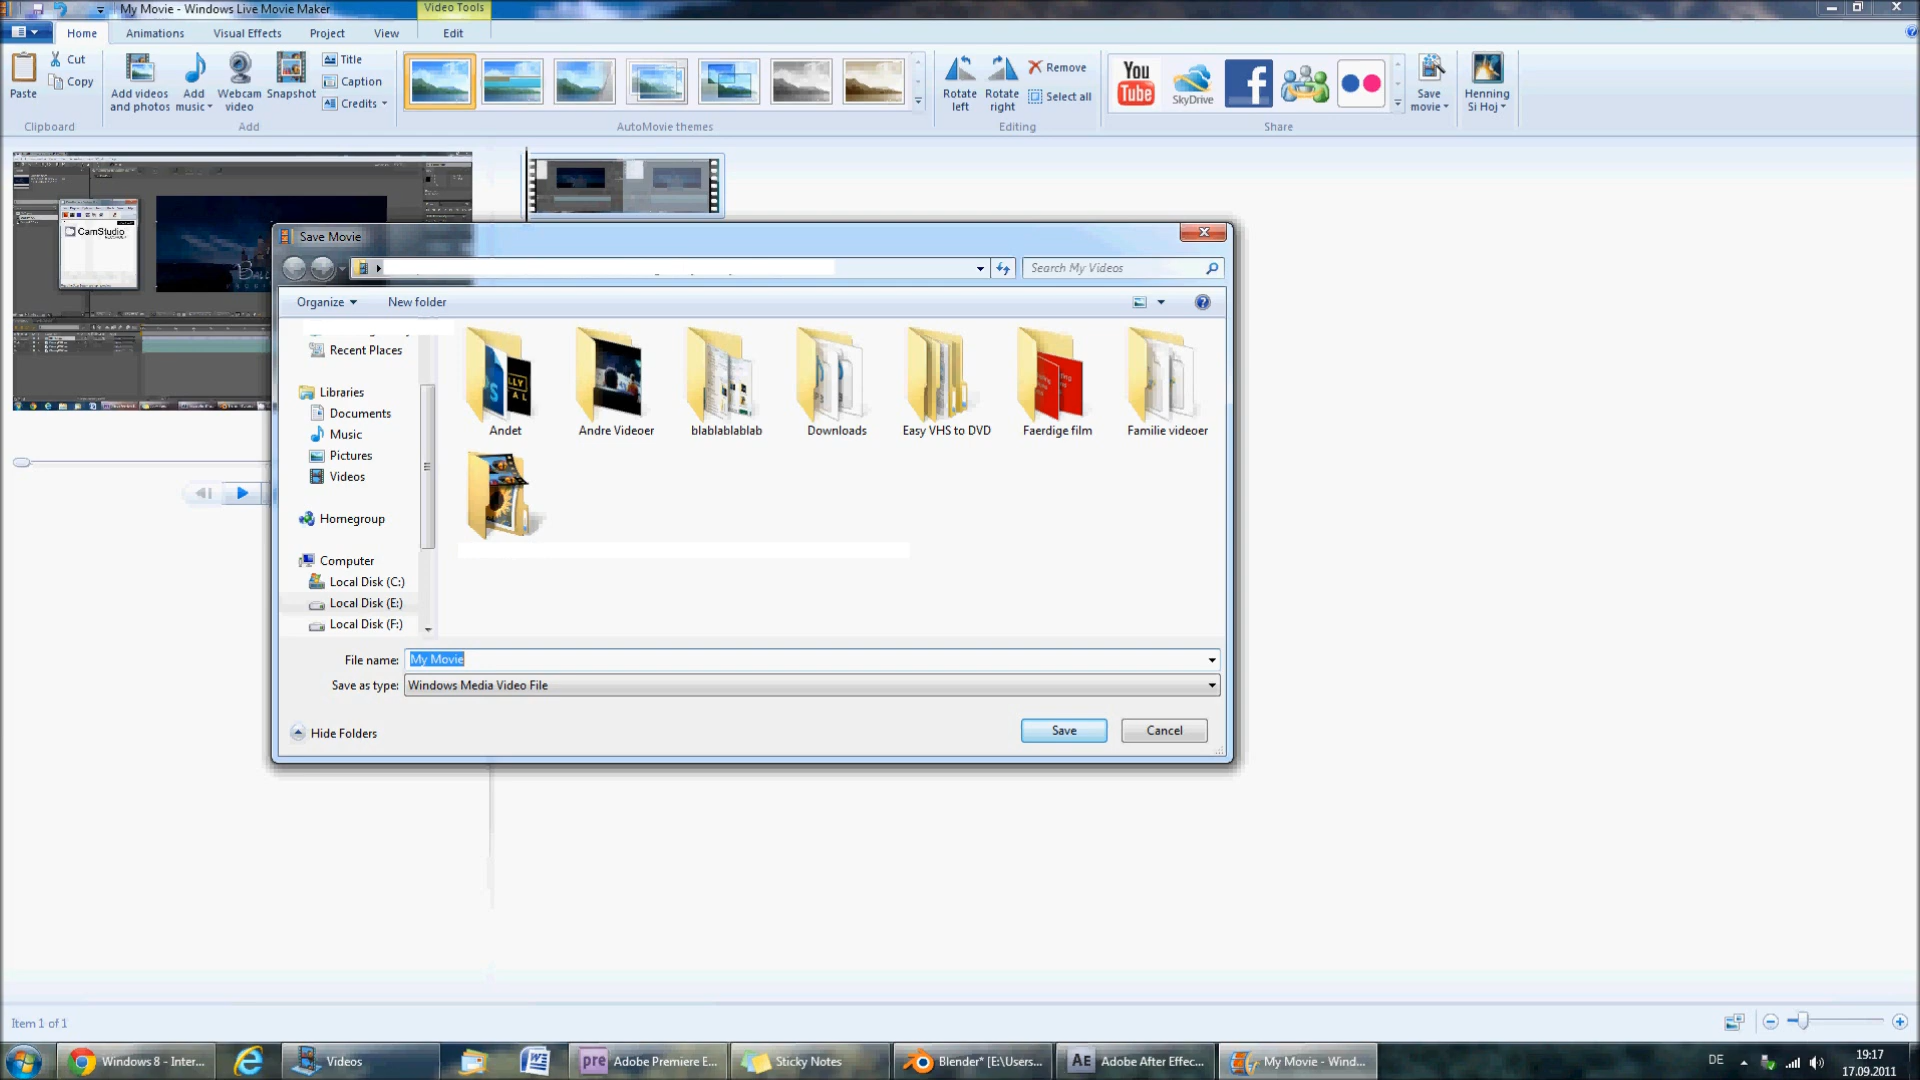 My Movie - Windows Live Movie Maker
Video Tools
Home
Animations
Visual Effects
Project
View
Edit
Paste
Cut
Copy
Clipboard
Add videos
and photos
Add
music
Webcam
video
Snapshot
Title
Caption
Credits
Add
AutoMovie themes
Rotate
left
Rotate
right
Remove
Select all
Editing
You
Tube
SkyDrive
f
Share
Save
movie
Henning
Si Hoj
CamStudio
Save Movie
Search My Videos
Organize
New folder
Recent Places
Libraries
Documents
Music
Pictures
Videos
Homegroup
Computer
Local Disk (C:)
Local Disk (E:)
Local Disk (F:)
Andet
Andre Videoer
blablablablab
Downloads
Easy VHS to DVD
Faerdige film
Familie videoer
File name:
My Movie
Save as type:
Windows Media Video File
Hide Folders
Save
Cancel
Item 1 of 1
Windows 8 - Inter...
Videos
pre
Adobe Premiere E...
Sticky Notes
Blender* [E:\Users...
AE
Adobe After Effec...
My Movie - Wind...
DE
19:17
17.09.2011